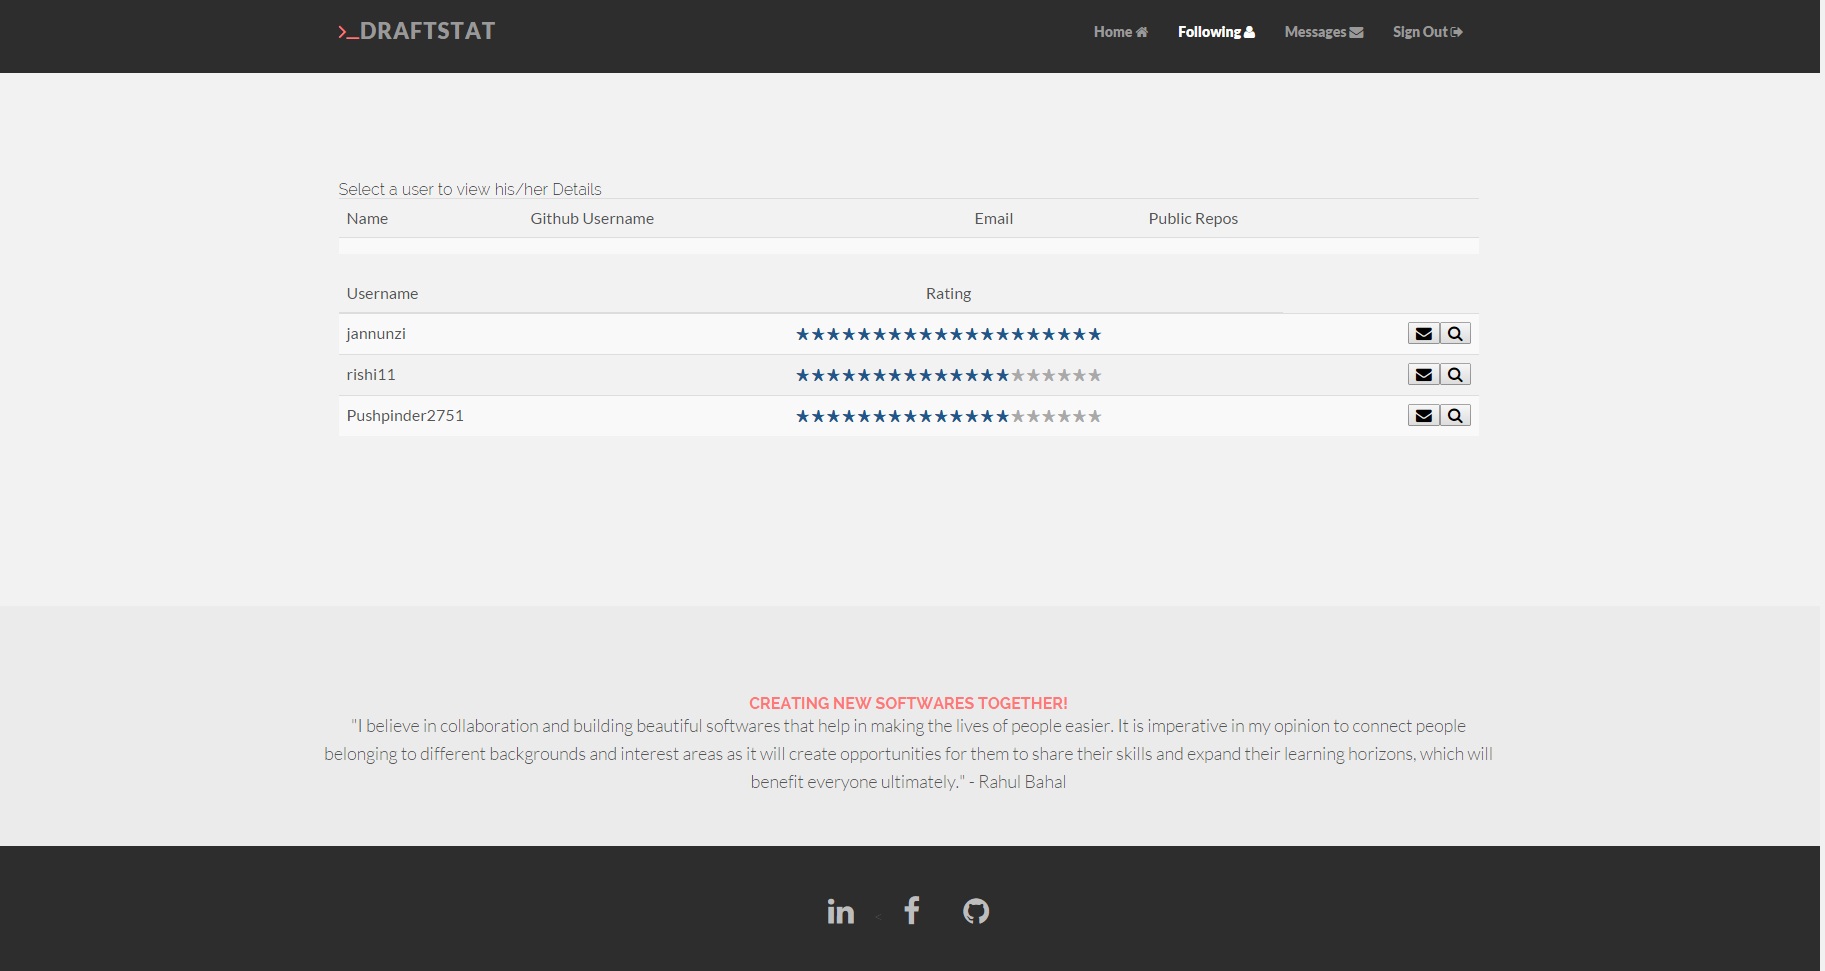 >_DRAFTSTAT
Home Following Messages Sign Out
Select a user to view his/her Details
Name Github Username Email Public Repos
Username Rating
jannunzi
rishi11
Pushpinder2751
CREATING NEW SOFTWARES TOGETHER!
"I believe in collaboration and building beautiful softwares that help in making the lives of people easier. It is imperative in my opinion to connect people
belonging to different backgrounds and interest areas as it will create opportunities for them to share their skills and expand their learning horizons, which will
benefit everyone ultimately." - Rahul Bahal
in < f